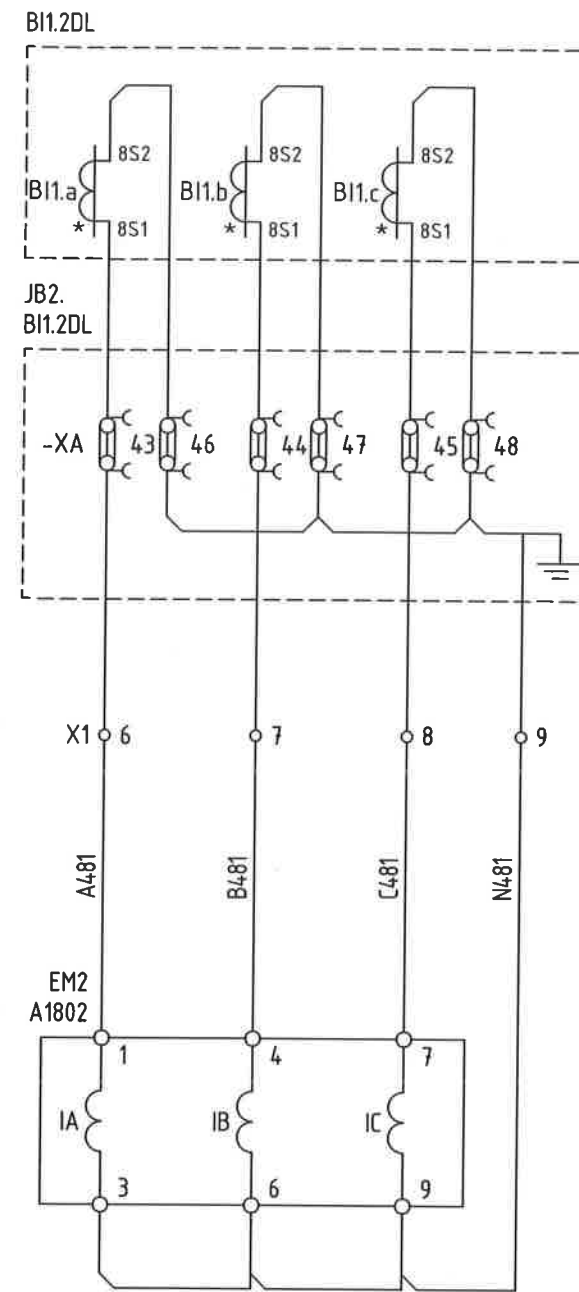 BI1.2DL
8S2 8S2 8S2
BI1.a BI1.b BI1.c
* 8S1 * 8S1 * 8S1
JB2.
BI1.2DL
-XA 43 46 44 47 45 48
X1 6 7 8 9
A481 B481 C481 N481
EM2
A1802
1 4 7
IA IB IC
3 6 9